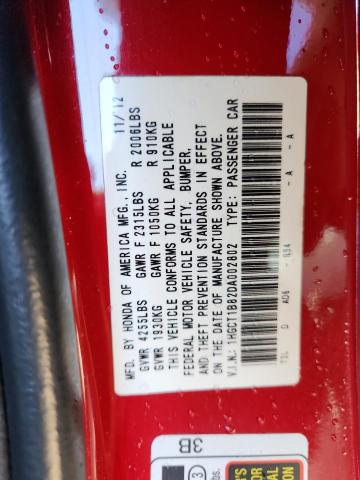 MFD. BY HONDA OF AMERICA MFG., INC. 11/12
GVWR 4255LBS GAWR F 2315LBS R 2006LBS
GVWR 1930KG GAWR F 1050KG R 910KG
THIS VEHICLE CONFORMS TO ALL APPLICABLE
FEDERAL MOTOR VEHICLE SAFETY, BUMPER,
AND THEFT PREVENTION STANDARDS IN EFFECT
ON THE DATE OF MANUFACTURE SHOWN ABOVE.
V.I.N.: 1HGCT1B82DA002802 TYPE: PASSENGER CAR
D AD6 - A - A
3B
3